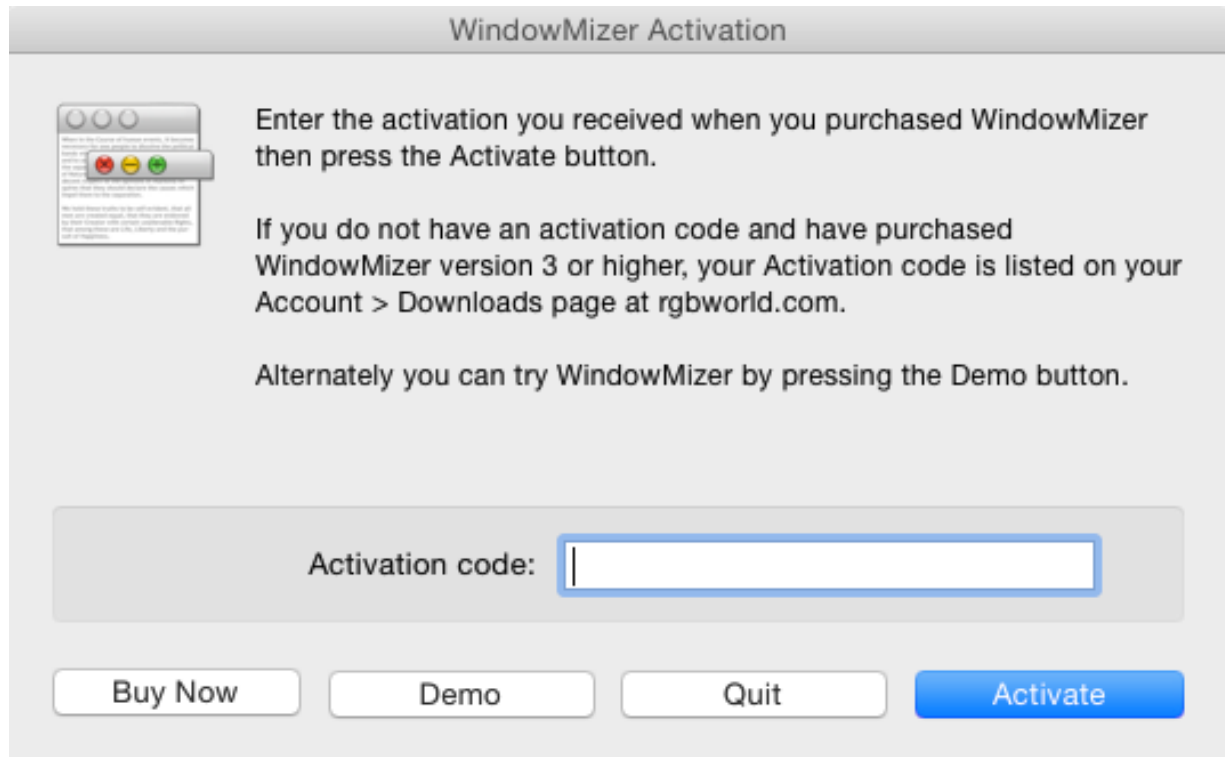 WindowMizer Activation
Enter the activation you received when you purchased WindowMizer
then press the Activate button.
If you do not have an activation code and have purchased
WindowMizer version 3 or higher, your Activation code is listed on your
Account > Downloads page at rgbworld.com.
Alternately you can try WindowMizer by pressing the Demo button.
Activation code:
Buy Now
Demo
Quit
Activate